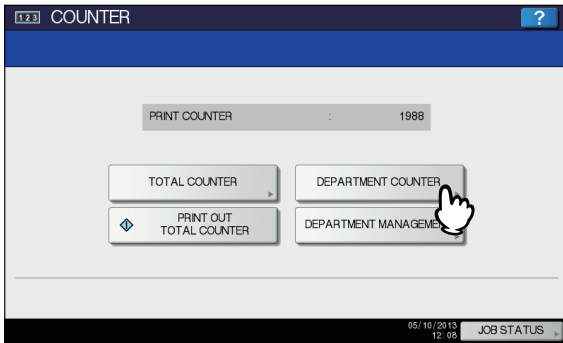 123 COUNTER ?
PRINT COUNTER : 1988
TOTAL COUNTER
DEPARTMENT COUNTER
PRINT OUT
TOTAL COUNTER
DEPARTMENT MANAGEME
05/10/2013
12:08
JOB STATUS